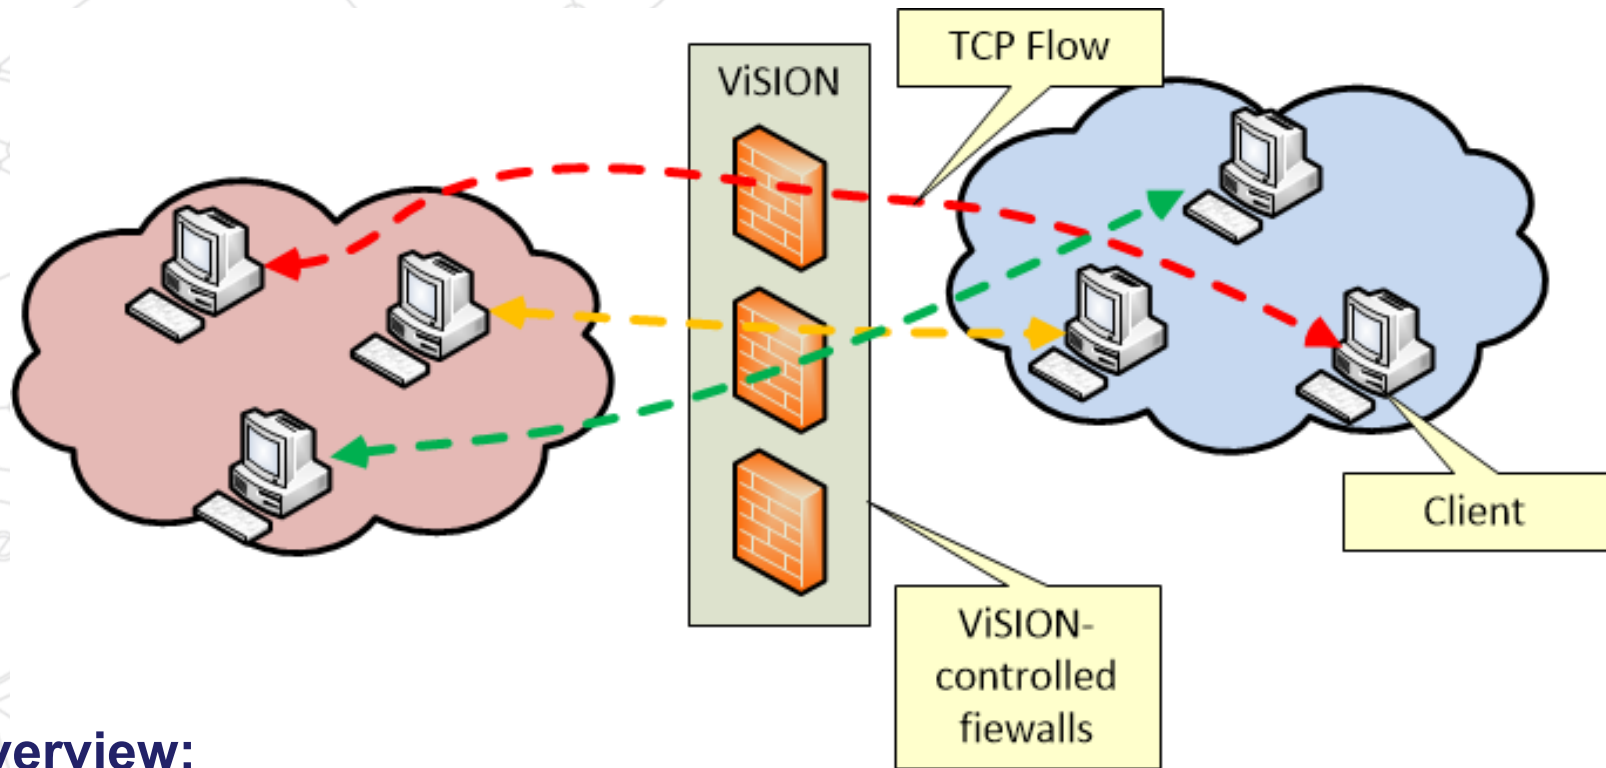 TCP Flow
ViSION
Client
ViSION-
controlled
fiewalls
verview: